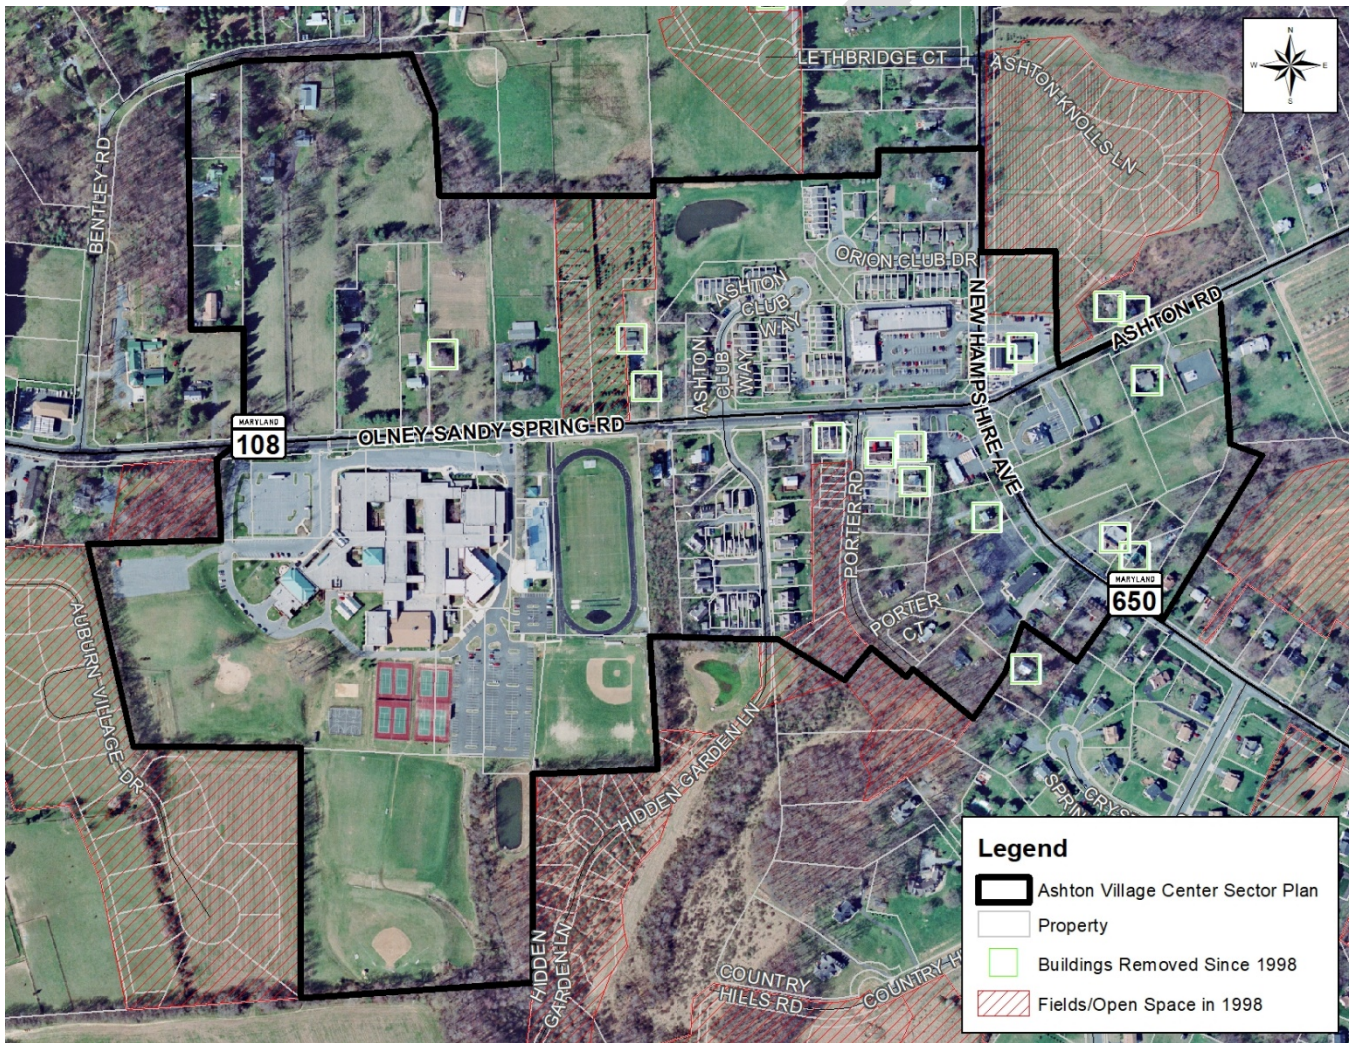 LETHBRIDGE CT
ASHTON KNOLLS LN
N
W
E
S
BENTLEY RD
ORION CLUB DR
ASHTON
CLUB
WAY
NEW HAMPSHIRE AVE
ASHTON RD
ASHTON
CLUB
WAY
MARYLAND
108
OLNEY SANDY SPRING RD
PORTER RD
MARYLAND
650
PORTER
CT
AUBURN VILLAGE DR
HIDDEN GARDEN LN
HIDDEN
GARDEN LN
COUNTRY
HILLS RD
COUNTRY H
CRYS
SPRIN
Legend
Ashton Village Center Sector Plan
Property
Buildings Removed Since 1998
Fields/Open Space in 1998